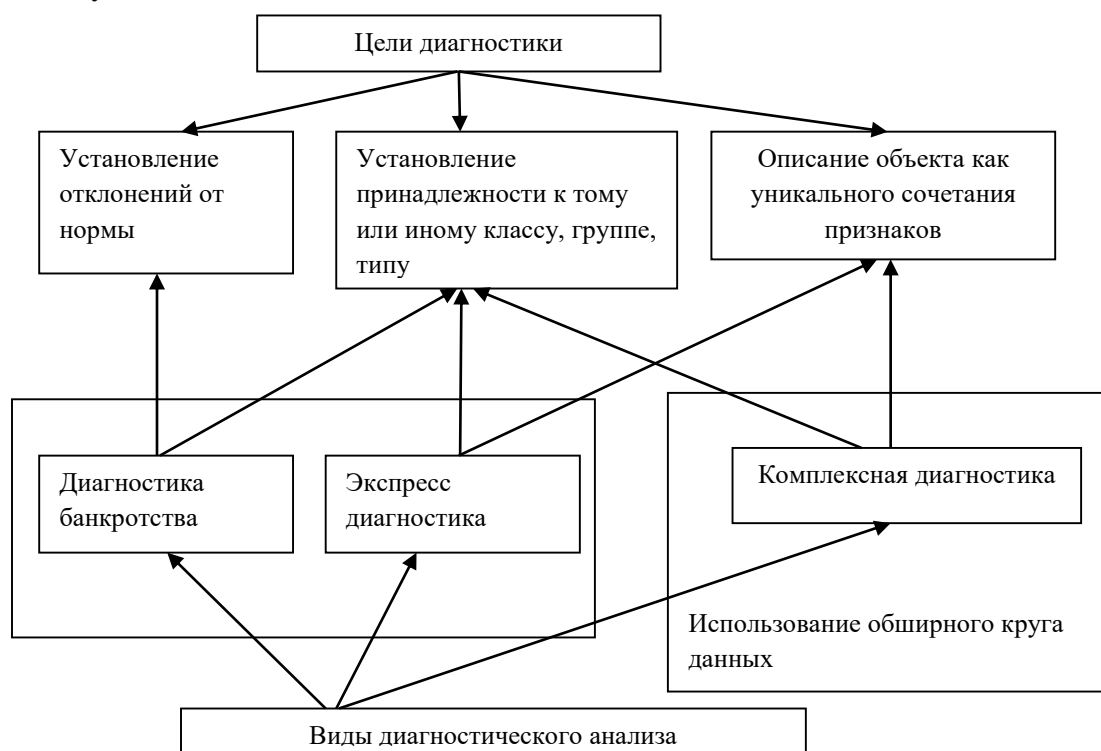 Цели диагностики
Установление
отклонений от
нормы
Установление
принадлежности к тому
или иному классу, группе,
типу
Описание объекта как
уникального сочетания
признаков
Диагностика
банкротства
Экспресс
диагностика
Комплексная диагностика
Использование обширного круга
данных
Виды диагностического анализа